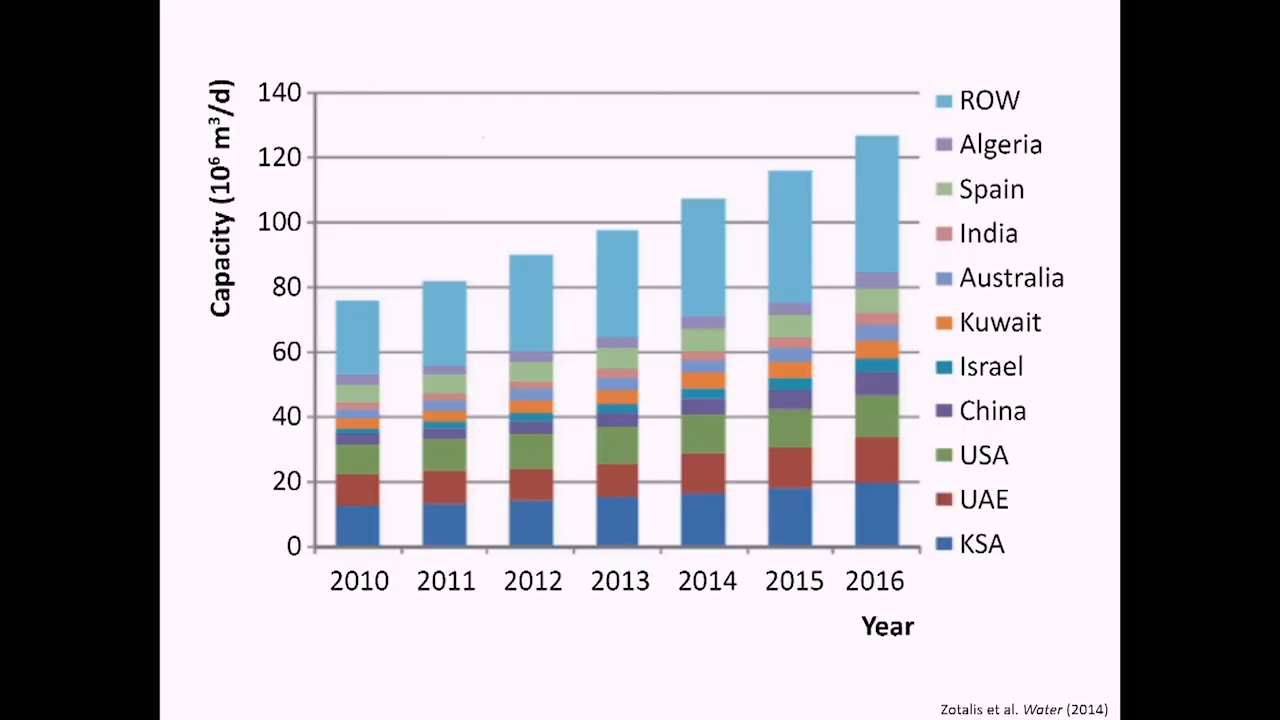 Capacity (10⁶ m³/d)
140
120
100
80
60
40
20
0
2010 2011 2012 2013 2014 2015 2016
Year
ROW
Algeria
Spain
India
Australia
Kuwait
Israel
China
USA
UAE
KSA
Zotalis et al. Water (2014)